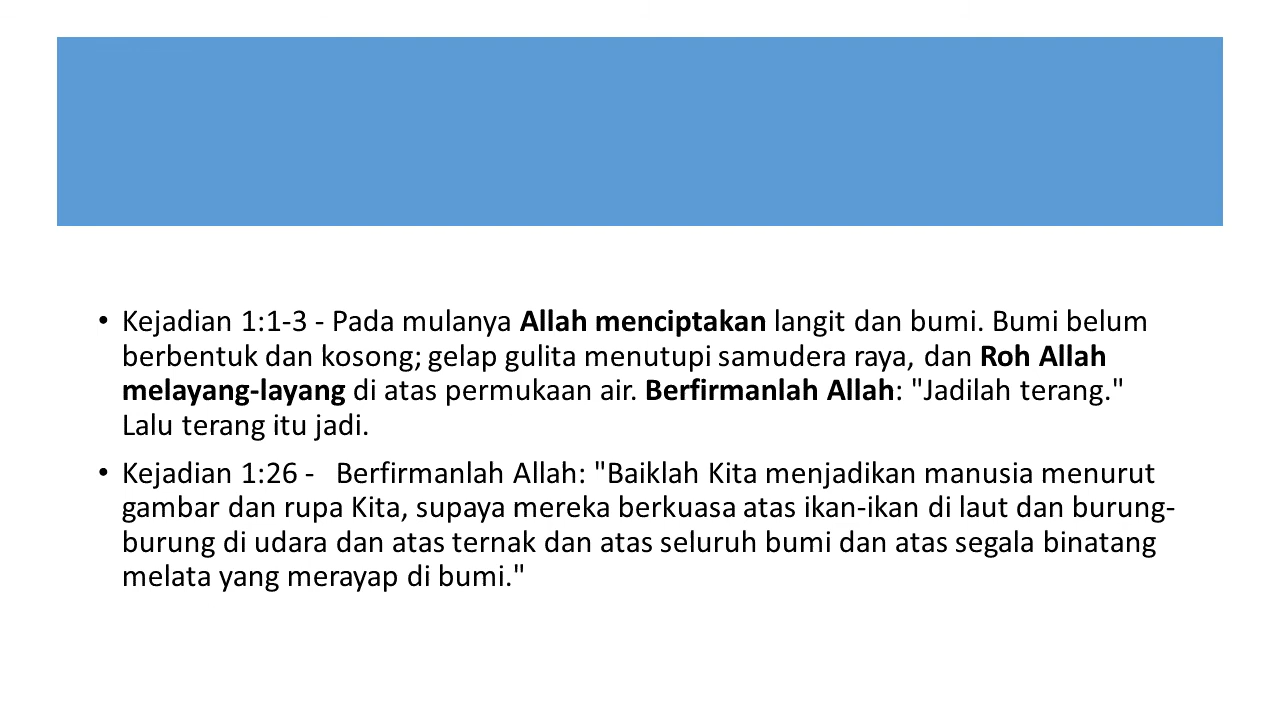 • Kejadian 1:1-3 - Pada mulanya Allah menciptakan langit dan bumi. Bumi belum
berbentuk dan kosong; gelap gulita menutupi samudera raya, dan Roh Allah
melayang-layang di atas permukaan air. Berfirmanlah Allah: "Jadilah terang."
Lalu terang itu jadi.
• Kejadian 1:26 -   Berfirmanlah Allah: "Baiklah Kita menjadikan manusia menurut
gambar dan rupa Kita, supaya mereka berkuasa atas ikan-ikan di laut dan burung-
burung di udara dan atas ternak dan atas seluruh bumi dan atas segala binatang
melata yang merayap di bumi."